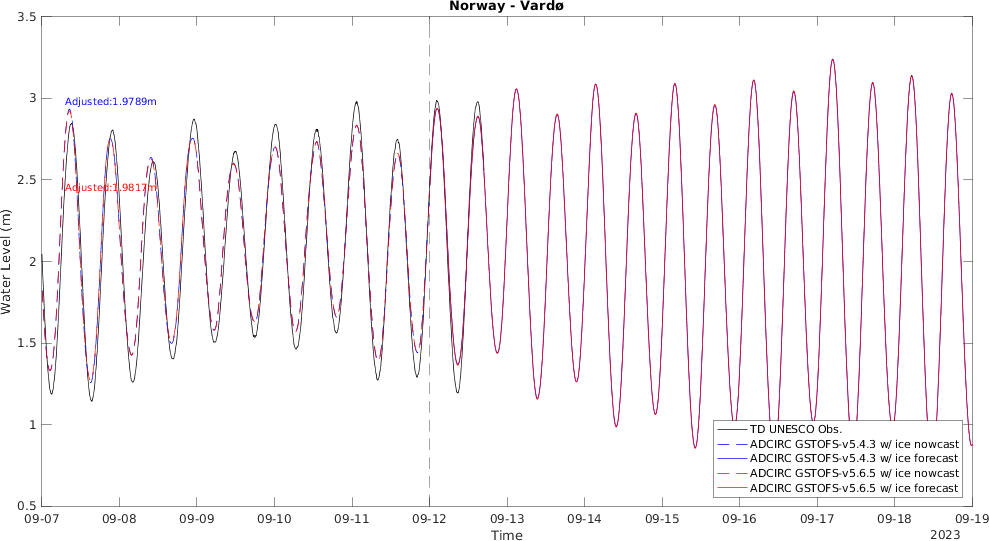 Norway - Vardø
3.5
3
2.5
2
1.5
1
0.5
Water Level (m)
Adjusted:1.9789m
Adjusted:1.9817m
TD UNESCO Obs.
ADCIRC GSTOFS-v5.4.3 w/ ice nowcast
ADCIRC GSTOFS-v5.4.3 w/ ice forecast
ADCIRC GSTOFS-v5.6.5 w/ ice nowcast
ADCIRC GSTOFS-v5.6.5 w/ ice forecast
09-07 09-08 09-09 09-10 09-11 09-12 09-13 09-14 09-15 09-16 09-17 09-18 09-19
Time
2023